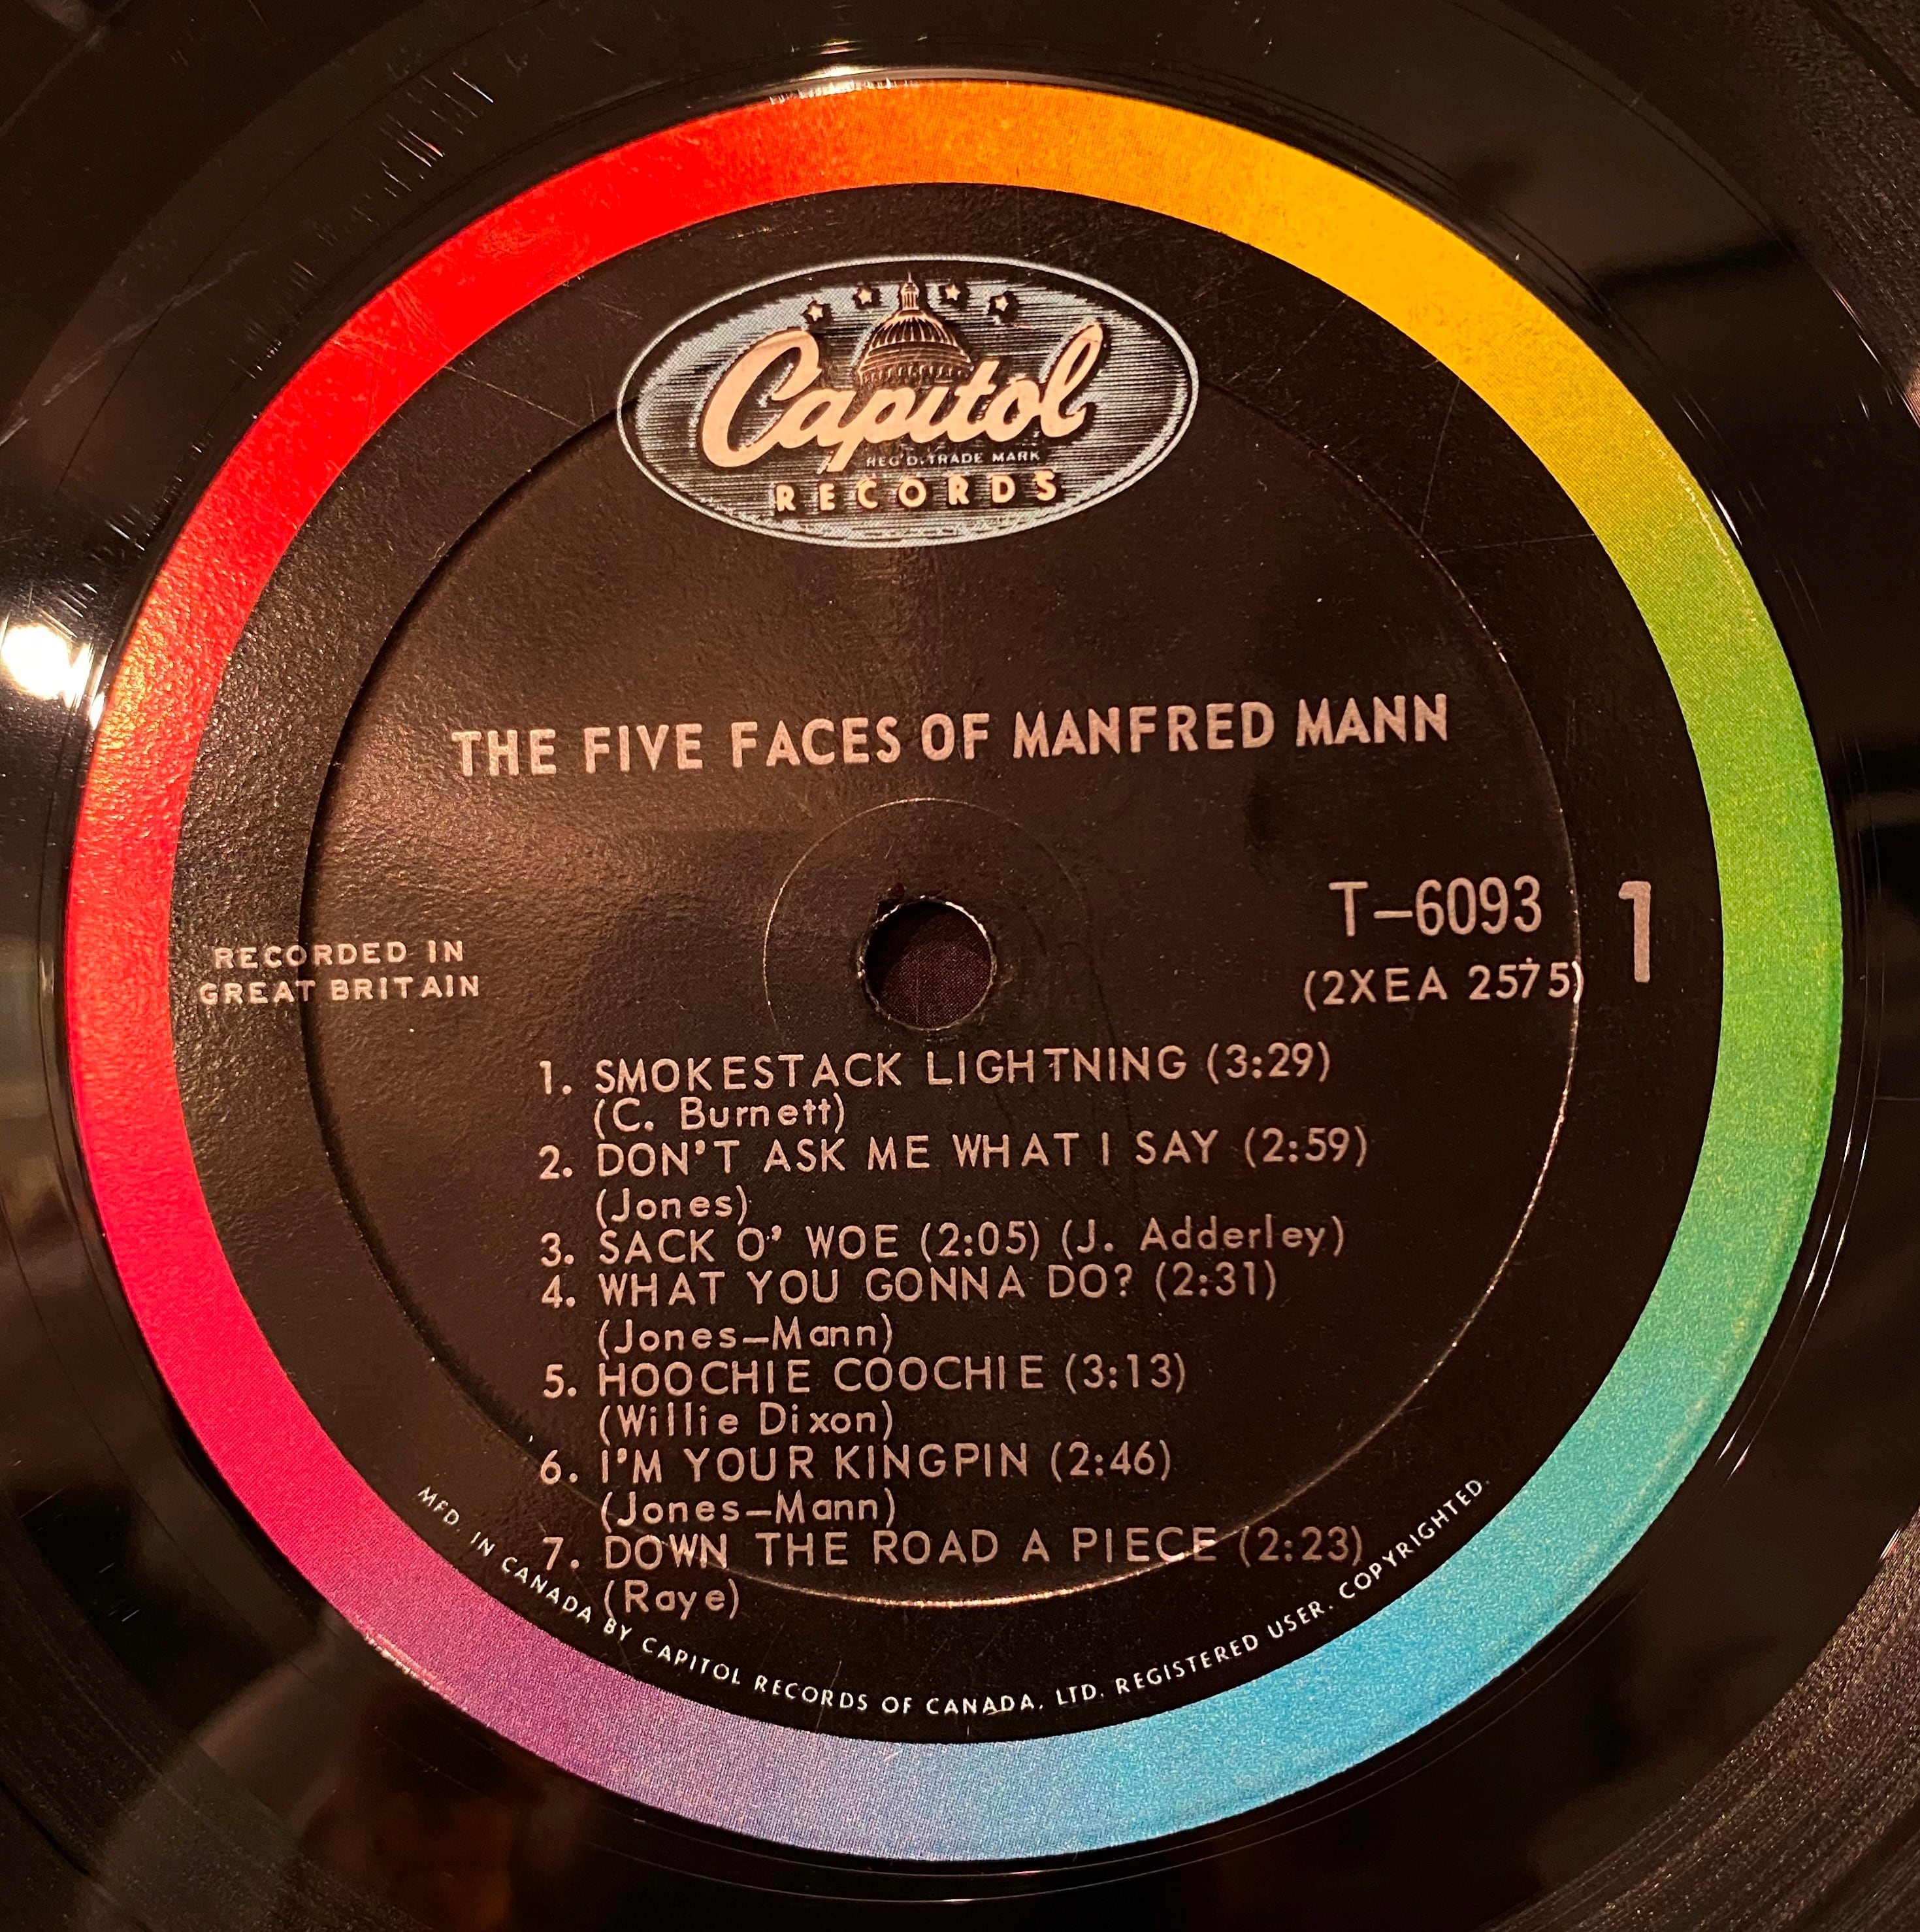 Capitol
REG'D. TRADE MARK
RECORDS
THE FIVE FACES OF MANFRED MANN
T-6093
1
(2XEA 2575)
RECORDED IN
GREAT BRITAIN
1. SMOKESTACK LIGHTNING (3:29)
(C. Burnett)
2. DON'T ASK ME WHAT I SAY (2:59)
(Jones)
3. SACK O' WOE (2:05) (J. Adderley)
4. WHAT YOU GONNA DO? (2:31)
(Jones-Mann)
5. HOOCHIE COOCHIE (3:13)
(Willie Dixon)
6. I'M YOUR KINGPIN (2:46)
(Jones-Mann)
7. DOWN THE ROAD A PIECE (2:23)
(Raye)
MFD. IN CANADA BY CAPITOL RECORDS OF CANADA, LTD. REGISTERED USER. COPYRIGHTED.